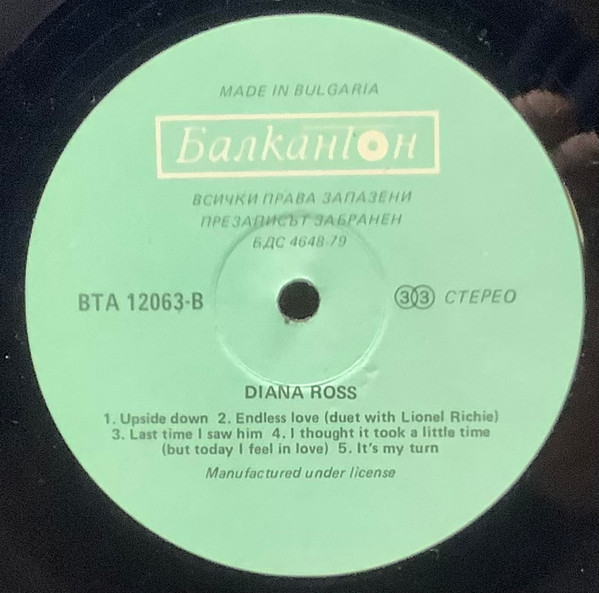 MADE IN BULGARIA
Балкантон
ВСИЧКИ ПРАВА ЗАПАЗЕНИ
ПРЕЗАПИСЪТ ЗАБРАНЕН
БДС 4648-79
ВТА 12063-В
33 СТЕРЕО
DIANA ROSS
1. Upside down 2. Endless love (duet with Lionel Richie)
3. Last time I saw him 4. I thought it took a little time
(but today I feel in love) 5. It's my turn
Manufactured under license